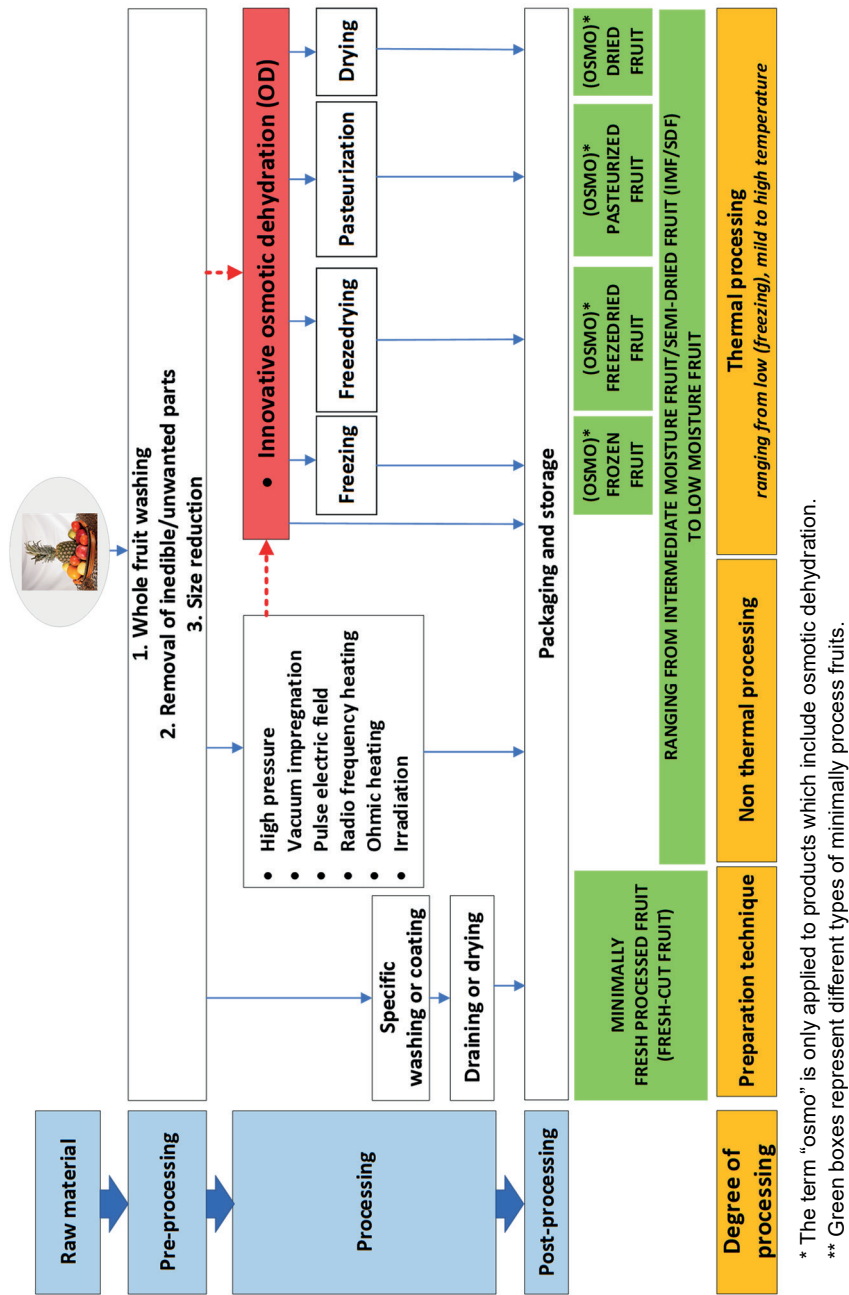 Raw material
Pre-processing
1. Whole fruit washing
2. Removal of inedible/unwanted parts
3. Size reduction
Processing
Specific
washing or coating
Draining or drying
• High pressure
• Vacuum impregnation
• Pulse electric field
• Radio frequency heating
• Ohmic heating
• Irradiation
• Innovative osmotic dehydration (OD)
Freezing
Freezedrying
Pasteurization
Drying
Post-processing
Packaging and storage
MINIMALLY
FRESH PROCESSED FRUIT
(FRESH-CUT FRUIT)
(OSMO)*
FROZEN
FRUIT
(OSMO)*
FREEZEDRIED
FRUIT
(OSMO)*
PASTEURIZED
FRUIT
(OSMO)*
DRIED
FRUIT
RANGING FROM INTERMEDIATE MOISTURE FRUIT/SEMI-DRIED FRUIT (IMF/SDF)
TO LOW MOISTURE FRUIT
Degree of
processing
Preparation technique
Non thermal processing
Thermal processing
ranging from low (freezing), mild to high temperature
* The term “osmo” is only applied to products which include osmotic dehydration.
** Green boxes represent different types of minimally process fruits.